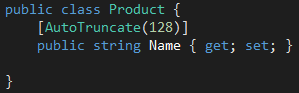 public class Product {
    [AutoTruncate(128)]
    public string Name { get; set; }
}